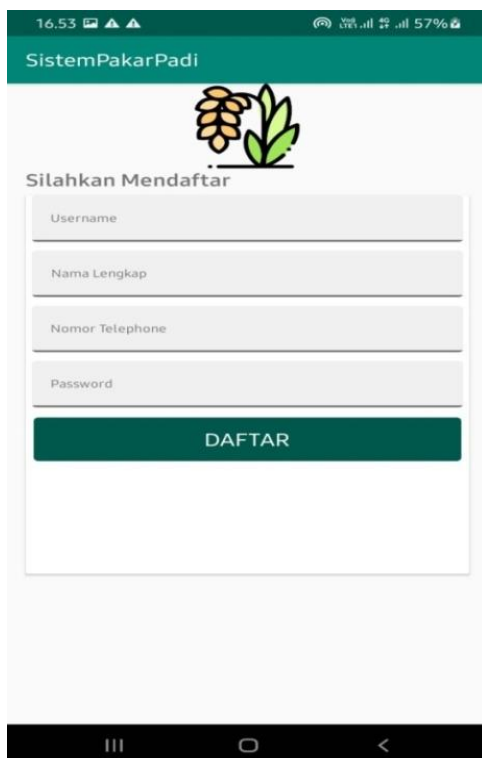 16.53 57%
SistemPakarPadi
Silahkan Mendaftar
Username
Nama Lengkap
Nomor Telephone
Password
DAFTAR